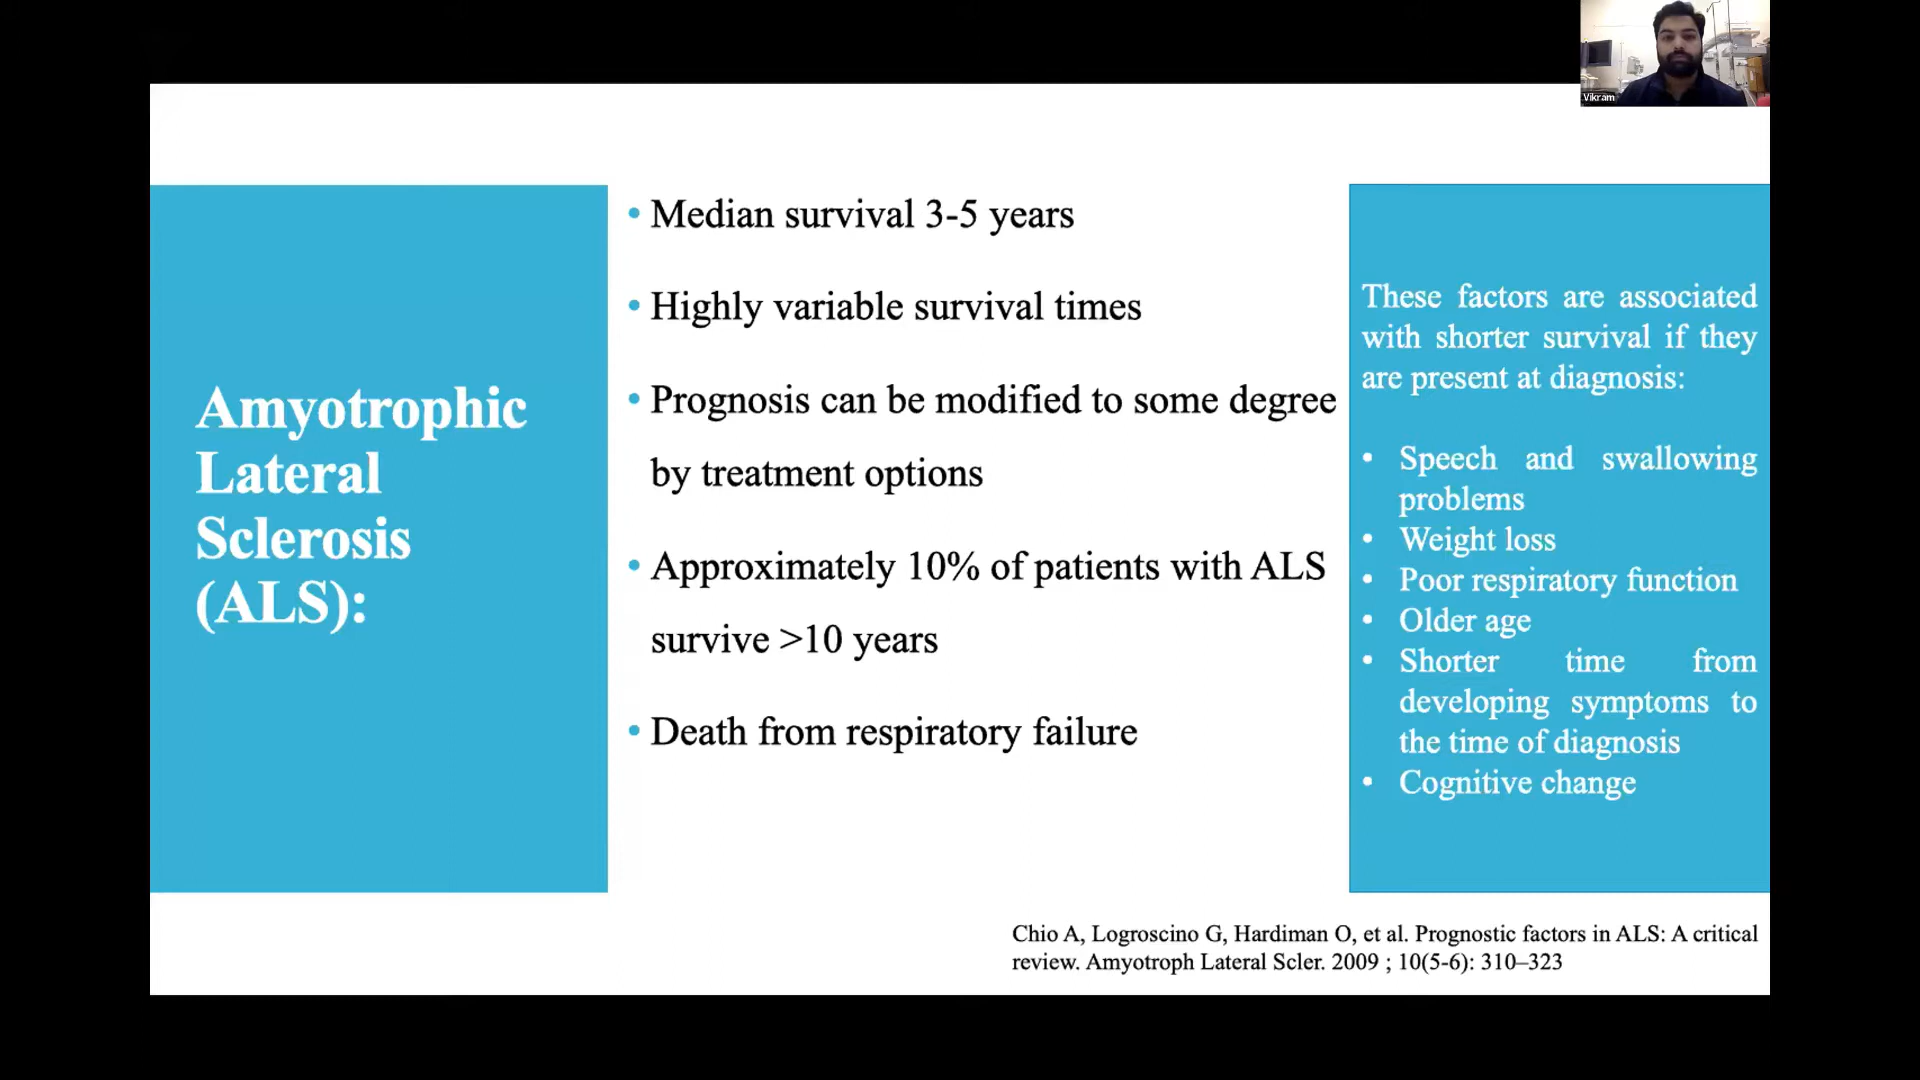 Vikram
Amyotrophic
Lateral
Sclerosis
(ALS):
• Median survival 3-5 years
• Highly variable survival times
• Prognosis can be modified to some degree
by treatment options
• Approximately 10% of patients with ALS
survive >10 years
• Death from respiratory failure
These factors are associated
with shorter survival if they
are present at diagnosis:
• Speech and swallowing
problems
• Weight loss
• Poor respiratory function
• Older age
• Shorter time from
developing symptoms to
the time of diagnosis
• Cognitive change
Chio A, Logroscino G, Hardiman O, et al. Prognostic factors in ALS: A critical
review. Amyotroph Lateral Scler. 2009 ; 10(5-6): 310–323